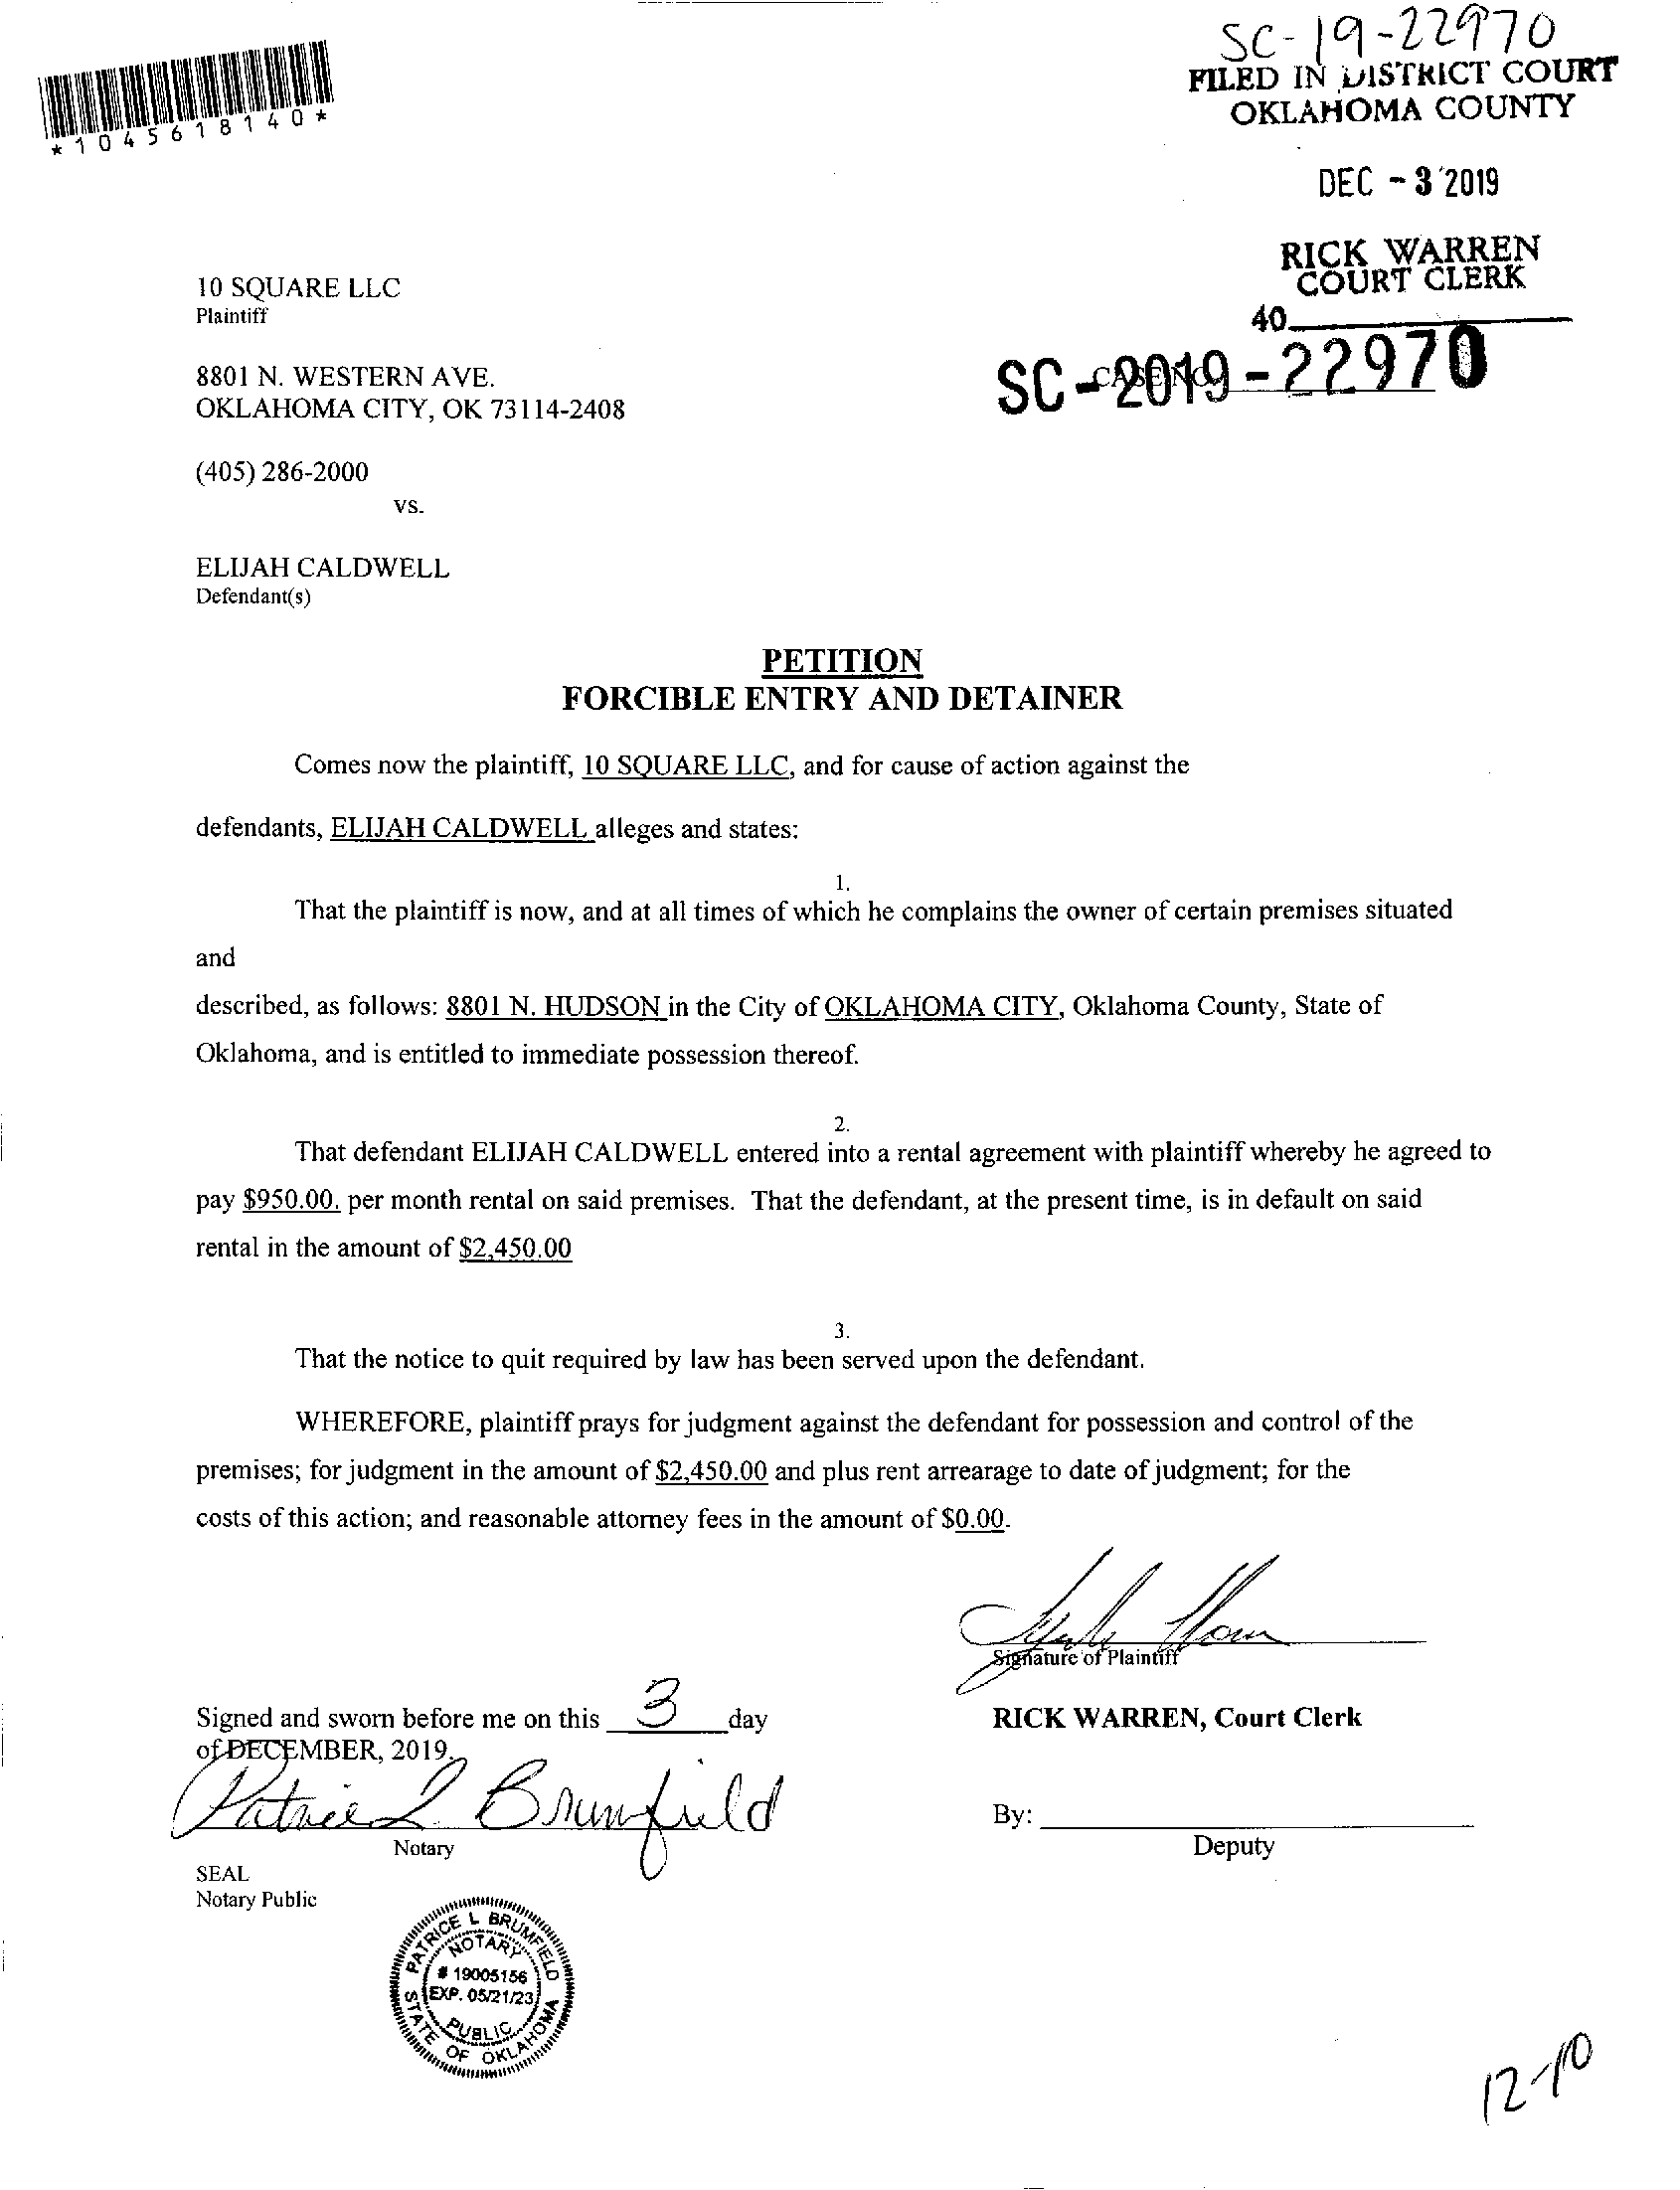 SC-19-22970
FILED IN DISTRICT COURT
OKLAHOMA COUNTY
*1045618140*
DEC - 3 2019
RICK WARREN
COURT CLERK
40
10 SQUARE LLC
Plaintiff
SC-2019-22970
CASE NO.
8801 N. WESTERN AVE.
OKLAHOMA CITY, OK 73114-2408
(405) 286-2000
vs.
ELIJAH CALDWELL
Defendant(s)
PETITION
FORCIBLE ENTRY AND DETAINER
Comes now the plaintiff, 10 SQUARE LLC, and for cause of action against the
defendants, ELIJAH CALDWELL alleges and states:
1.
That the plaintiff is now, and at all times of which he complains the owner of certain premises situated
and
described, as follows: 8801 N. HUDSON in the City of OKLAHOMA CITY, Oklahoma County, State of
Oklahoma, and is entitled to immediate possession thereof.
2.
That defendant ELIJAH CALDWELL entered into a rental agreement with plaintiff whereby he agreed to
pay $950.00. per month rental on said premises. That the defendant, at the present time, is in default on said
rental in the amount of $2,450.00
3.
That the notice to quit required by law has been served upon the defendant.
WHEREFORE, plaintiff prays for judgment against the defendant for possession and control of the
premises; for judgment in the amount of $2,450.00 and plus rent arrearage to date of judgment; for the
costs of this action; and reasonable attorney fees in the amount of $0.00.
Signature of Plaintiff
Signed and sworn before me on this 3 day
of DECEMBER, 2019.
RICK WARREN, Court Clerk
Patrice L Brumfield
Notary
By:
Deputy
SEAL
Notary Public
PATRICE L BRUMFIELD
NOTARY
# 19005156
EXP. 05/21/23
PUBLIC
STATE OF OKLAHOMA
12-10